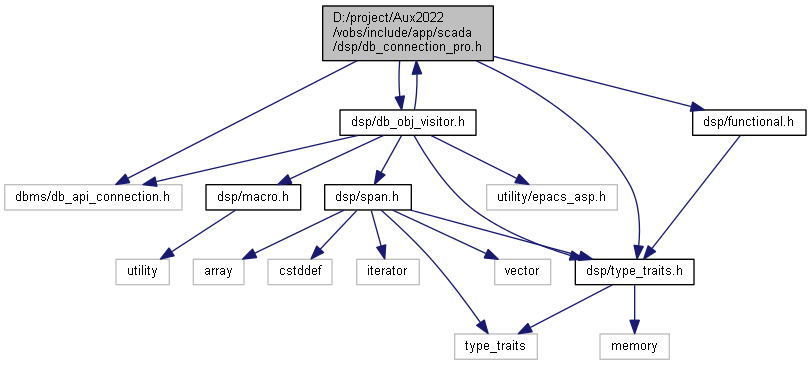 D:/project/Aux2022
/vobs/include/app/scada
/dsp/db_connection_pro.h
dsp/db_obj_visitor.h
dsp/functional.h
dbms/db_api_connection.h
dsp/macro.h
dsp/span.h
utility/epacs_asp.h
utility
array
cstddef
iterator
vector
dsp/type_traits.h
type_traits
memory